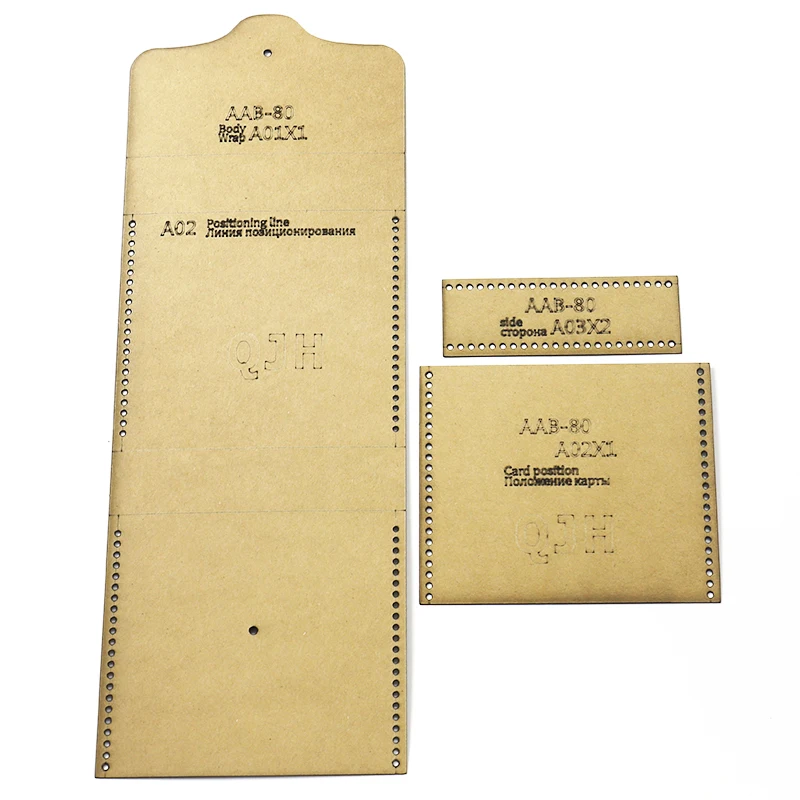 AAB-80
Body
Wrap A01X1
A02 Positioning line
Линия позиционирования
QJH
AAB-80
side
сторона A03X2
AAB-80
A02X1
Card position
Положение карты
QJH